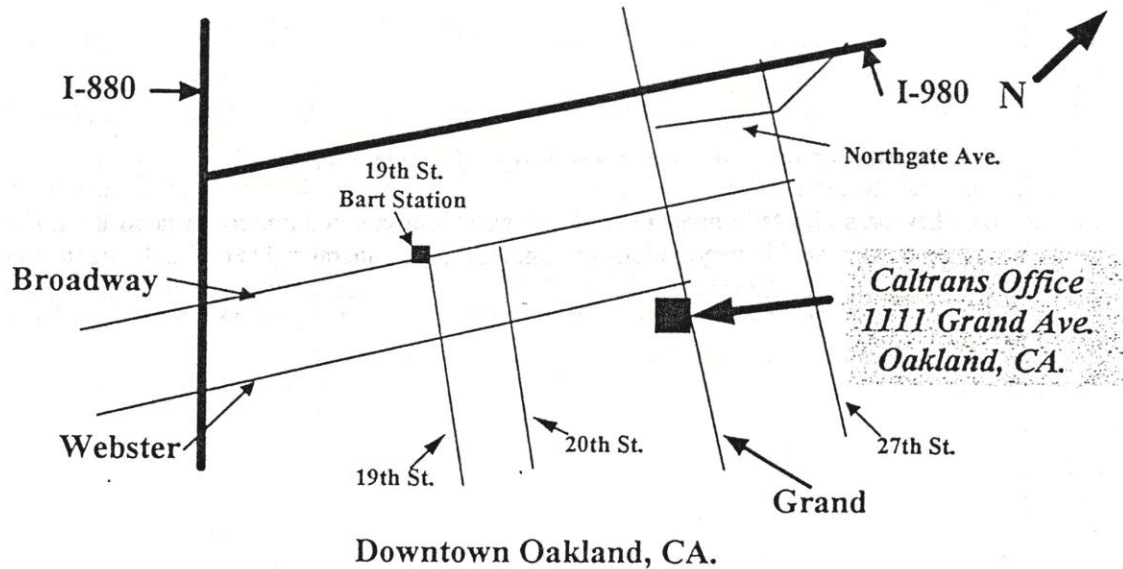 I-880
I-980
N
Northgate Ave.
19th St.
Bart Station
Broadway
Caltrans Office
1111 Grand Ave.
Oakland, CA.
Webster
19th St.
20th St.
27th St.
Grand
Downtown Oakland, CA.